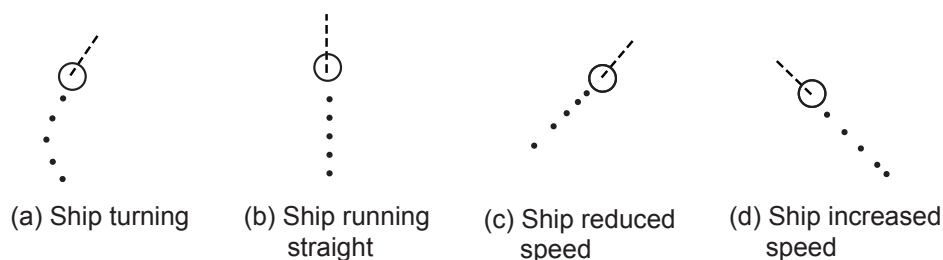 (a) Ship turning
(b) Ship running
straight
(c) Ship reduced
speed
(d) Ship increased
speed